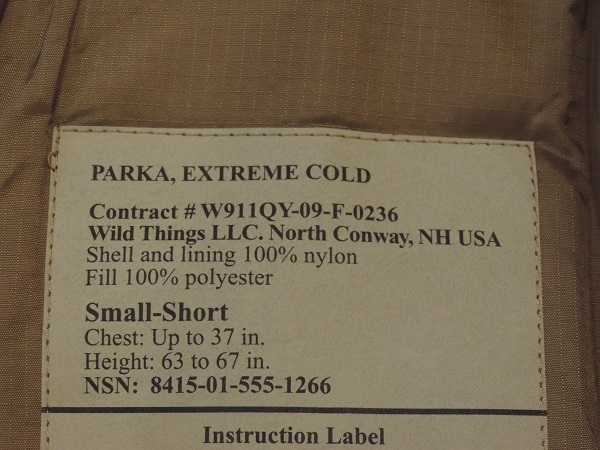 PARKA, EXTREME COLD
Contract # W911QY-09-F-0236
Wild Things LLC. North Conway, NH USA
Shell and lining 100% nylon
Fill 100% polyester
Small-Short
Chest: Up to 37 in.
Height: 63 to 67 in.
NSN: 8415-01-555-1266
Instruction Label